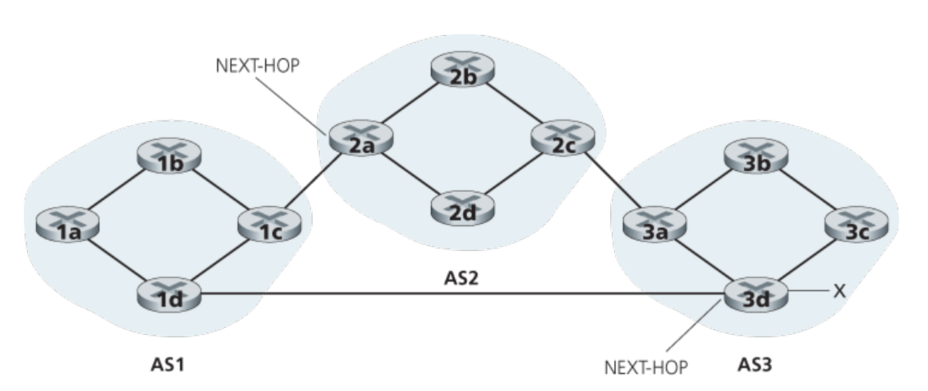 NEXT-HOP
2b
2a
2c
2d
1b
1a
1c
1d
3b
3a
3c
3d
X
AS2
AS1
NEXT-HOP
AS3